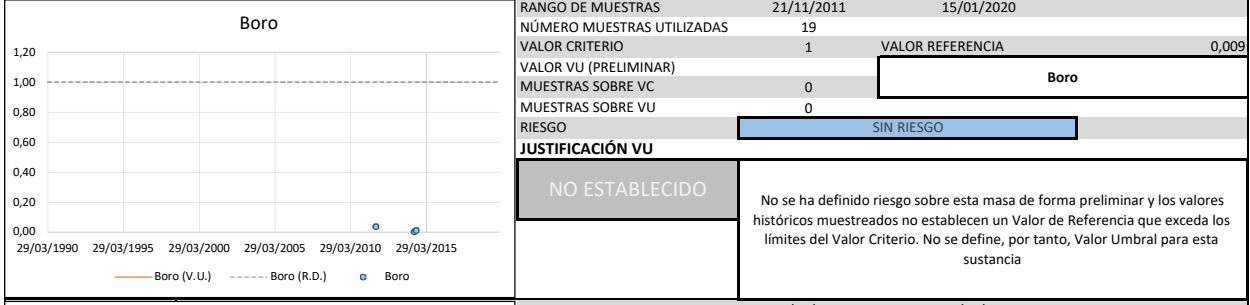 Boro
1,20
1,00
0,80
0,60
0,40
0,20
0,00
29/03/1990 29/03/1995 29/03/2000 29/03/2005 29/03/2010 29/03/2015
Boro (V.U.) Boro (R.D.) Boro
RANGO DE MUESTRAS 21/11/2011 15/01/2020
NÚMERO MUESTRAS UTILIZADAS 19
VALOR CRITERIO 1 VALOR REFERENCIA 0,009
VALOR VU (PRELIMINAR)
Boro
MUESTRAS SOBRE VC 0
MUESTRAS SOBRE VU 0
RIESGO SIN RIESGO
JUSTIFICACIÓN VU
NO ESTABLECIDO
No se ha definido riesgo sobre esta masa de forma preliminar y los valores
históricos muestreados no establecen un Valor de Referencia que exceda los
límites del Valor Criterio. No se define, por tanto, Valor Umbral para esta
sustancia